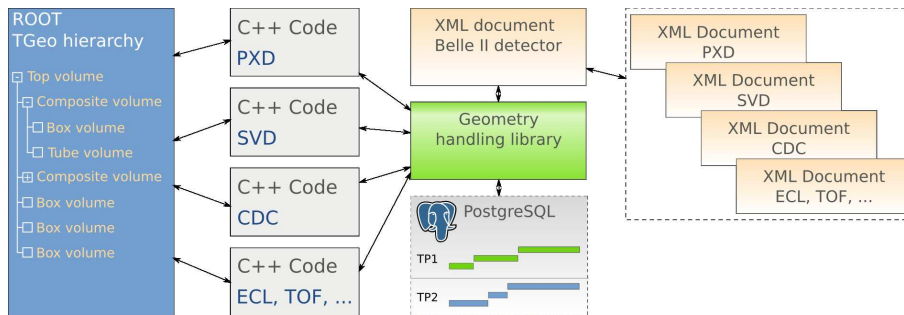 ROOT
TGeo hierarchy
Top volume
Composite volume
Box volume
Tube volume
Composite volume
Box volume
Box volume
Box volume
C++ Code
PXD
C++ Code
SVD
C++ Code
CDC
C++ Code
ECL, TOF, ...
XML document
Belle II detector
Geometry
handling library
PostgreSQL
TP1
TP2
XML Document
PXD
XML Document
SVD
XML Document
CDC
XML Document
ECL, TOF, ...